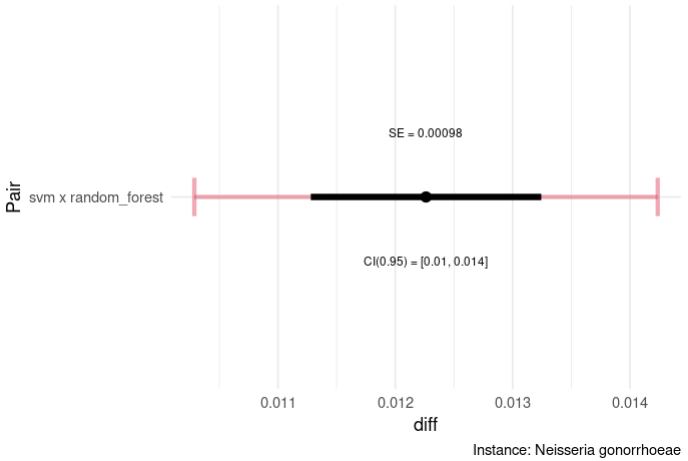 SE = 0.00098
Pair
svm x random_forest
CI(0.95) = [0.01, 0.014]
0.011 0.012 0.013 0.014
diff
Instance: Neisseria gonorrhoeae